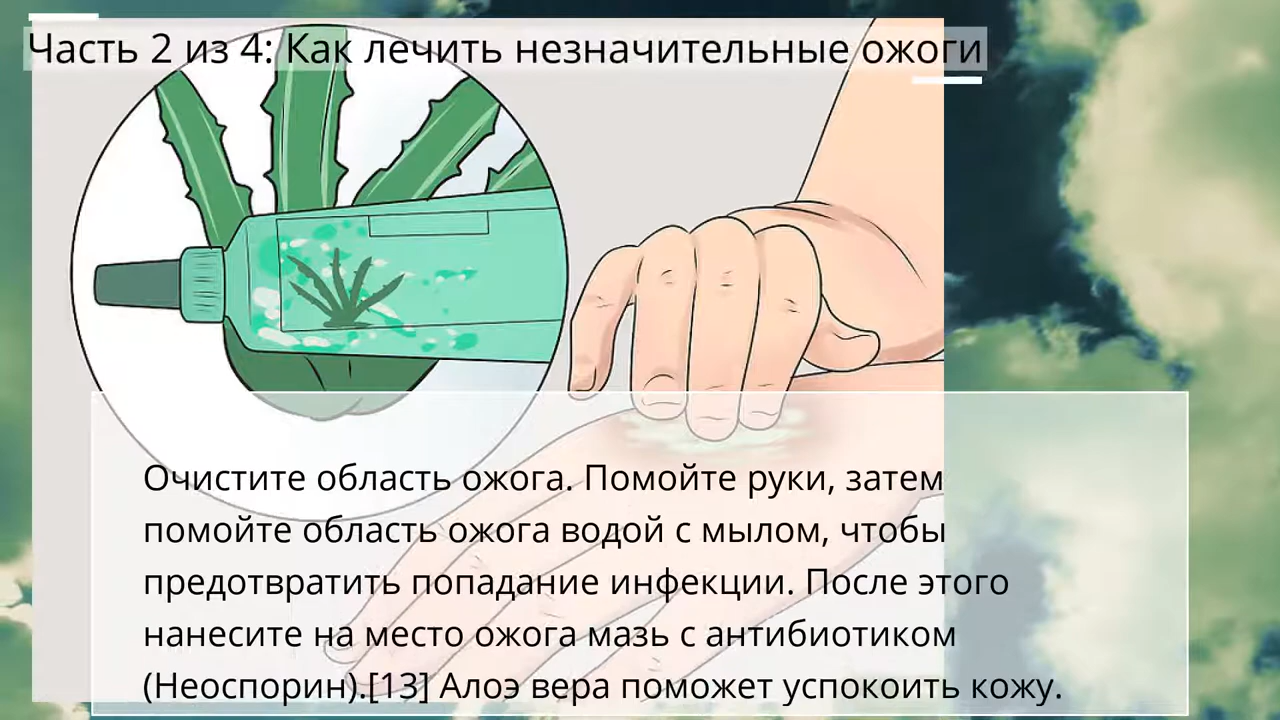 Часть 2 из 4: Как лечить незначительные ожоги
Очистите область ожога. Помойте руки, затем
помойте область ожога водой с мылом, чтобы
предотвратить попадание инфекции. После этого
нанесите на место ожога мазь с антибиотиком
(Неоспорин).[13] Алоэ вера поможет успокоить кожу.